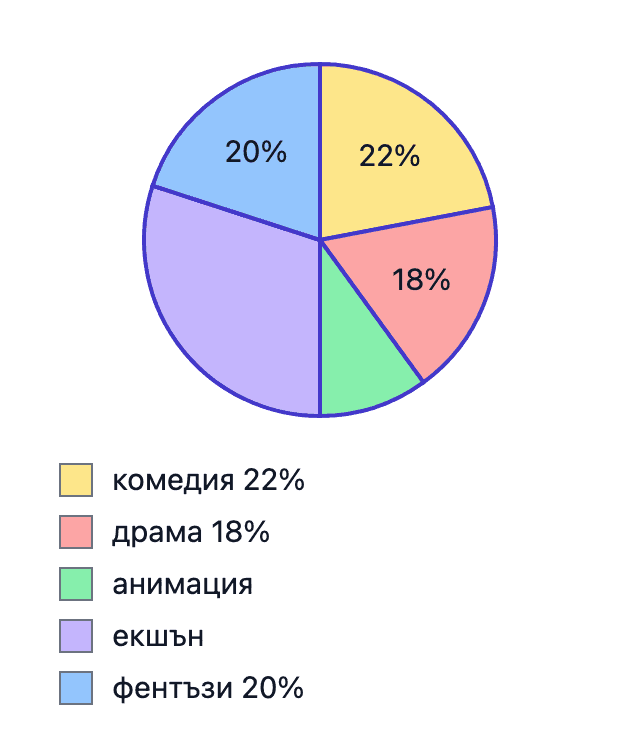 20%
22%
18%
комедия 22%
драма 18%
анимация
екшън
фентъзи 20%